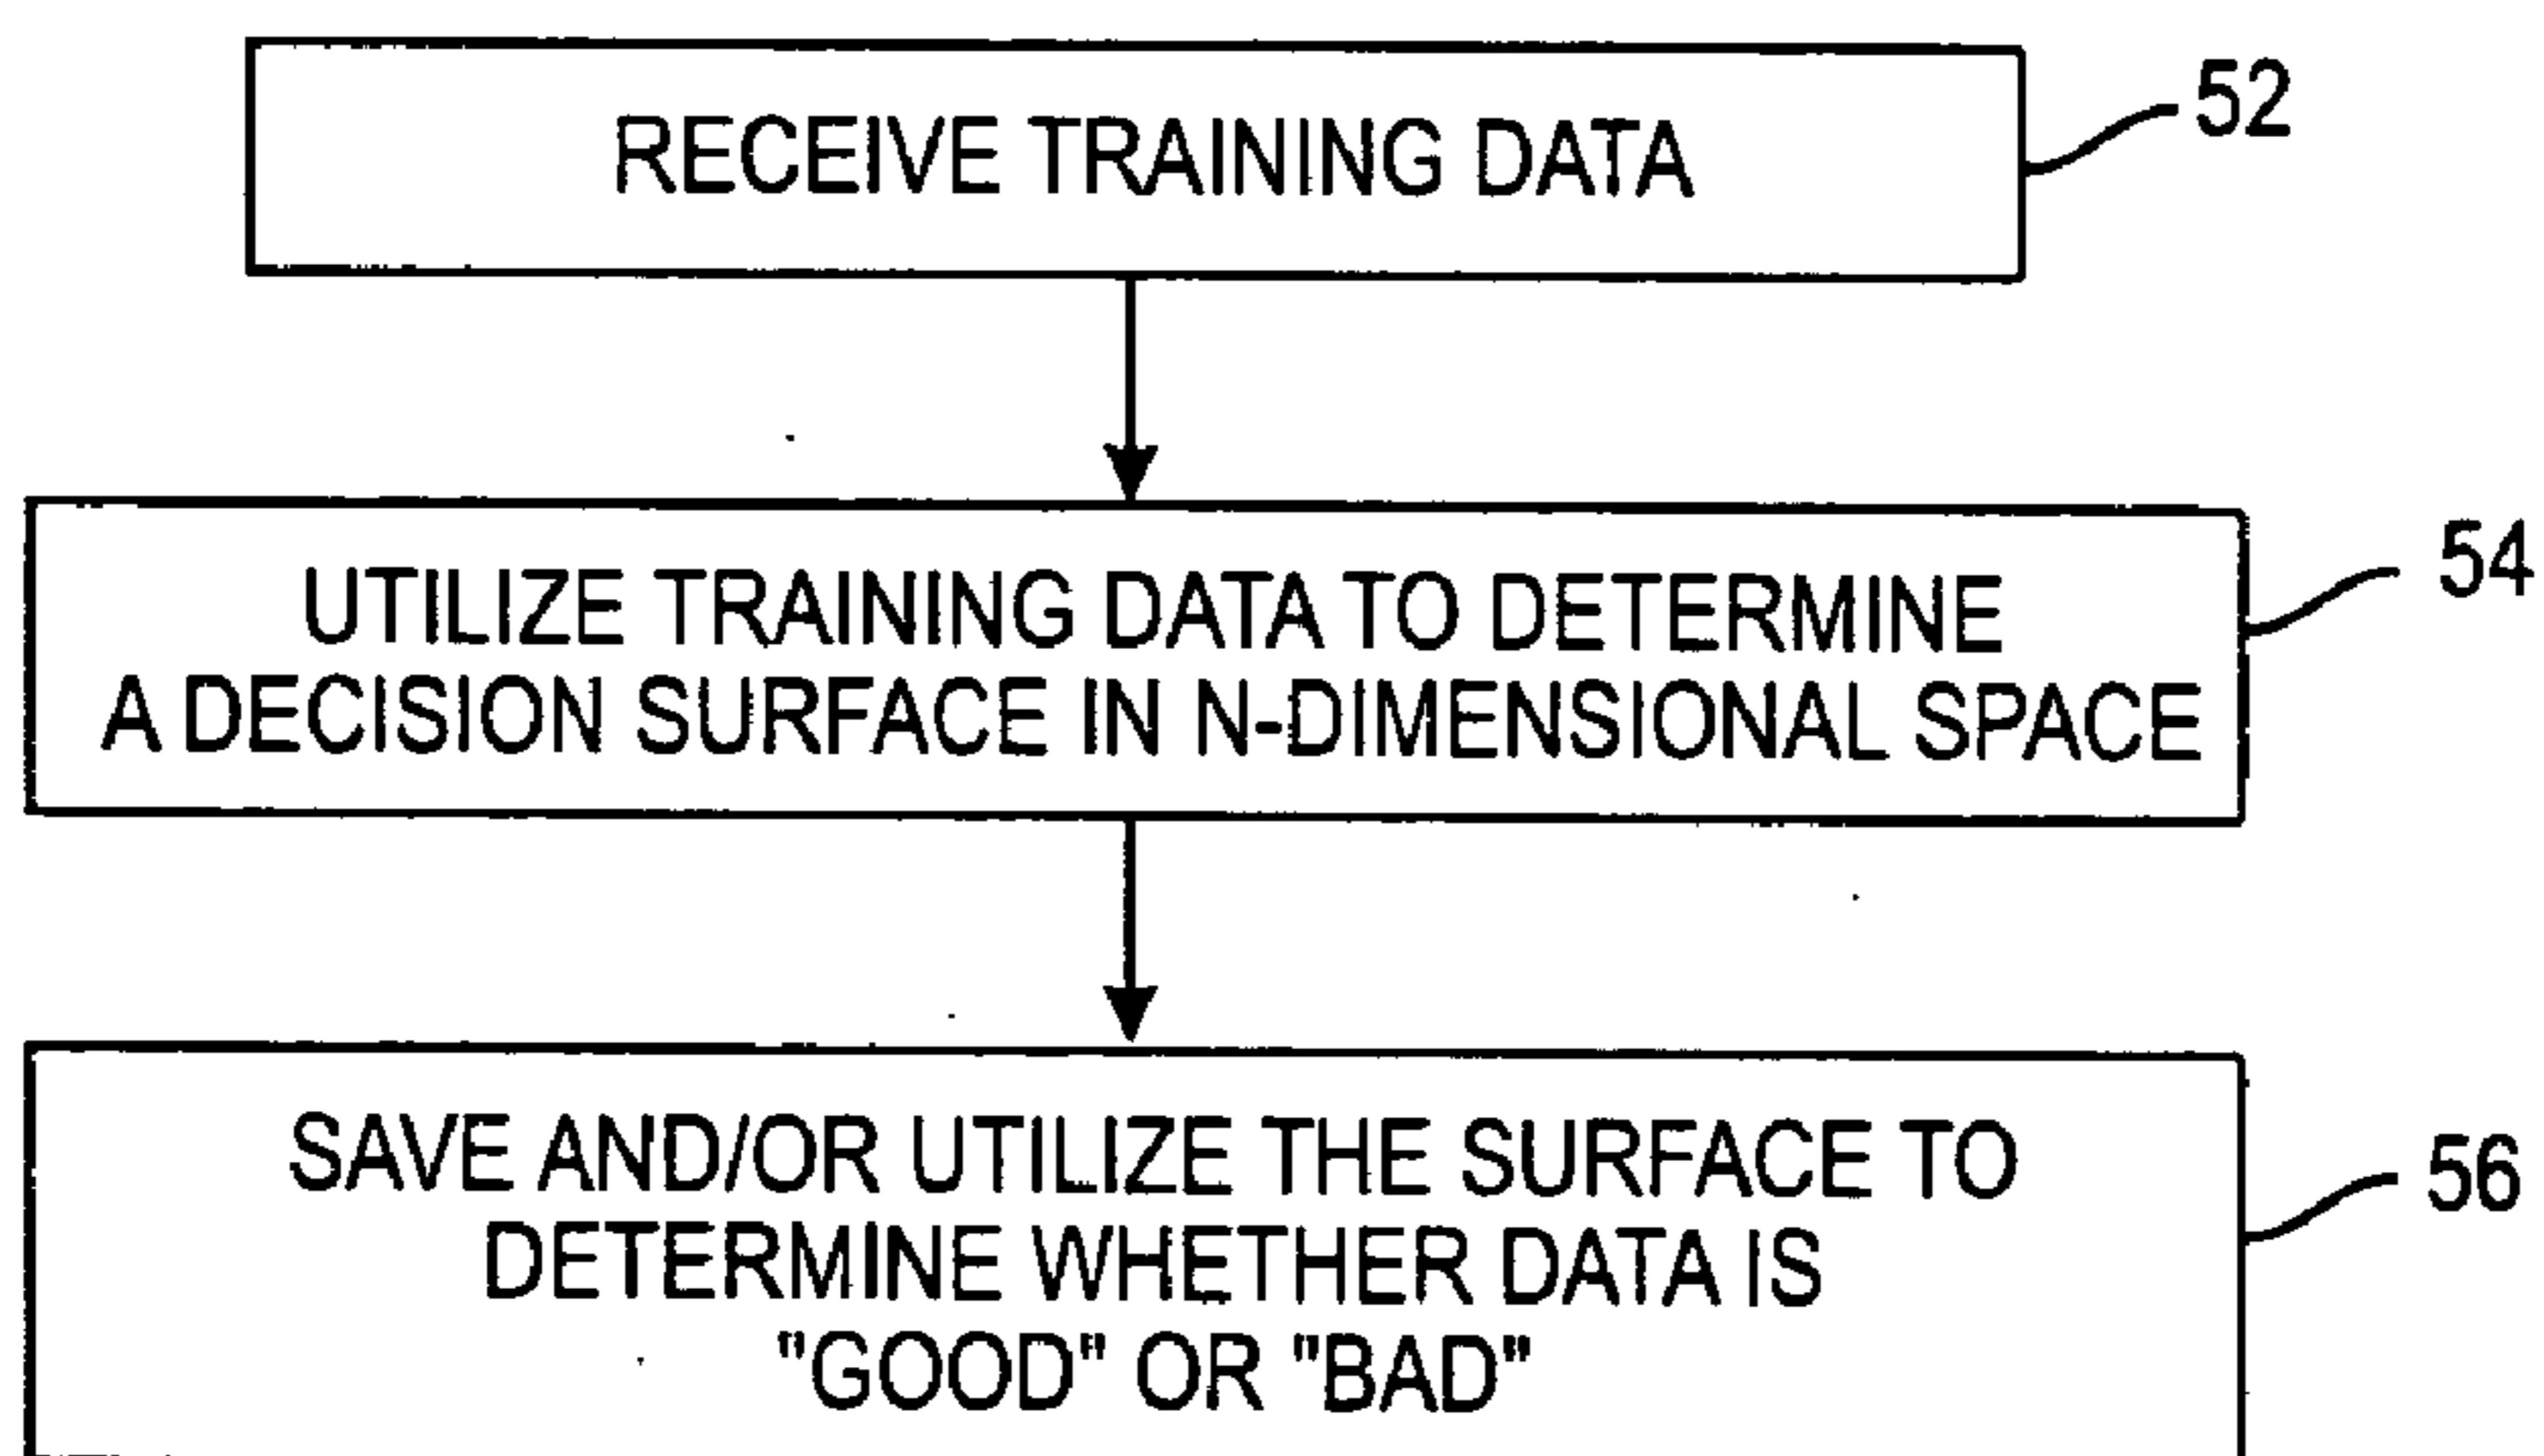 RECEIVE TRAINING DATA
52
UTILIZE TRAINING DATA TO DETERMINE
A DECISION SURFACE IN N-DIMENSIONAL SPACE
54
SAVE AND/OR UTILIZE THE SURFACE TO
DETERMINE WHETHER DATA IS
"GOOD" OR "BAD"
56